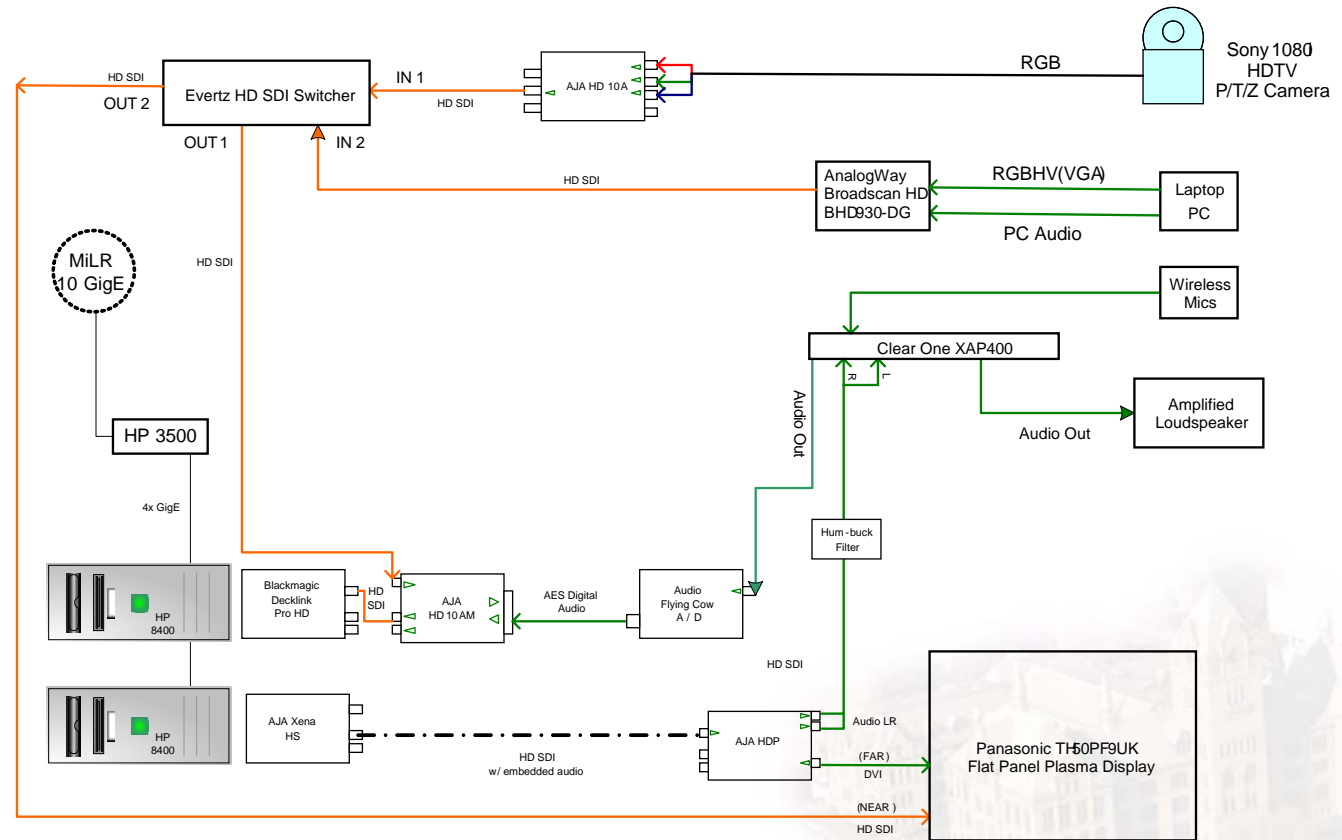 Sony 1080i
HDTV
P/T/Z Camera
RGB
AJA HD 10A
IN 1
HD SDI
Evertz HD SDI Switcher
HD SDI
OUT 2
OUT 1
IN 2
HD SDI
AnalogWay
Broadscan HD
BHD930-DG
RGBHV(VGA)
PC Audio
Laptop
PC
HD SDI
MiLR
10 GigE
Wireless
Mics
Clear One XAP400
R
L
Audio Out
Audio Out
Amplified
Loudspeaker
HP 3500
4x GigE
Hum-buck
Filter
HP
8400
Blackmagic
Decklink
Pro HD
HD
SDI
AJA
HD 10AM
AES Digital
Audio
Audio
Flying Cow
A / D
HD SDI
HP
8400
AJA Xena
HS
HD SDI
w/ embedded audio
AJA HDP
Audio LR
(FAR)
DVI
Panasonic TH50PF9UK
Flat Panel Plasma Display
(NEAR)
HD SDI